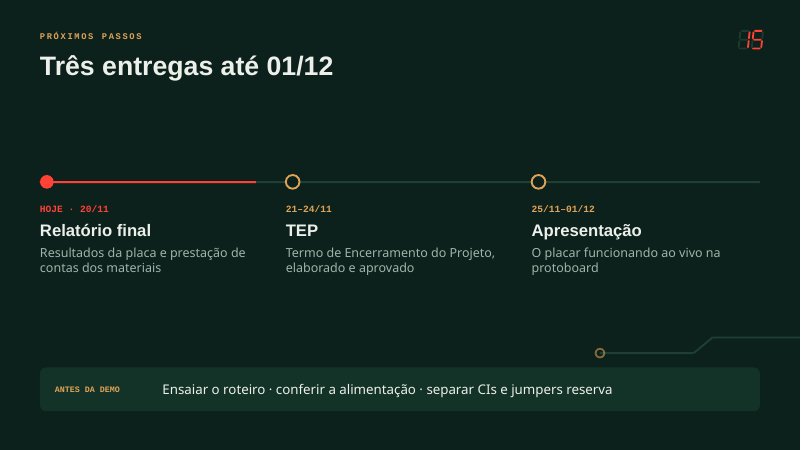 PRÓXIMOS PASSOS
15
Três entregas até 01/12
HOJE · 20/11
Relatório final
Resultados da placa e prestação de
contas dos materiais
21–24/11
TEP
Termo de Encerramento do Projeto,
elaborado e aprovado
25/11–01/12
Apresentação
O placar funcionando ao vivo na
protoboard
ANTES DA DEMO
Ensaiar o roteiro · conferir a alimentação · separar CIs e jumpers reserva